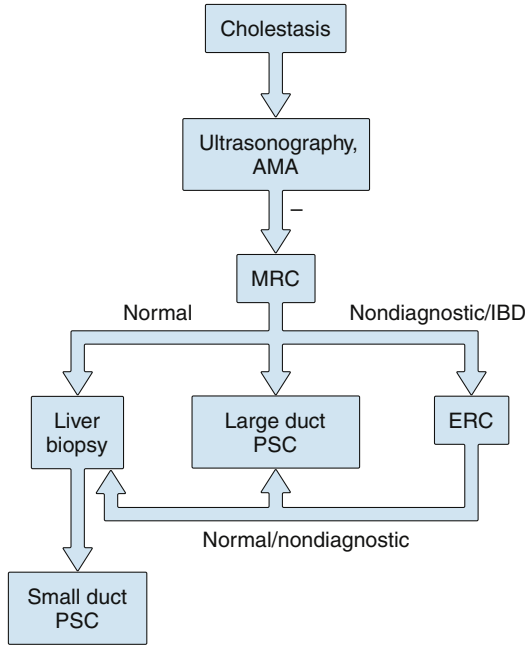 Cholestasis
Ultrasonography,
AMA
–
MRC
Normal
Nondiagnostic/IBD
Liver
biopsy
Large duct
PSC
ERC
Normal/nondiagnostic
Small duct
PSC